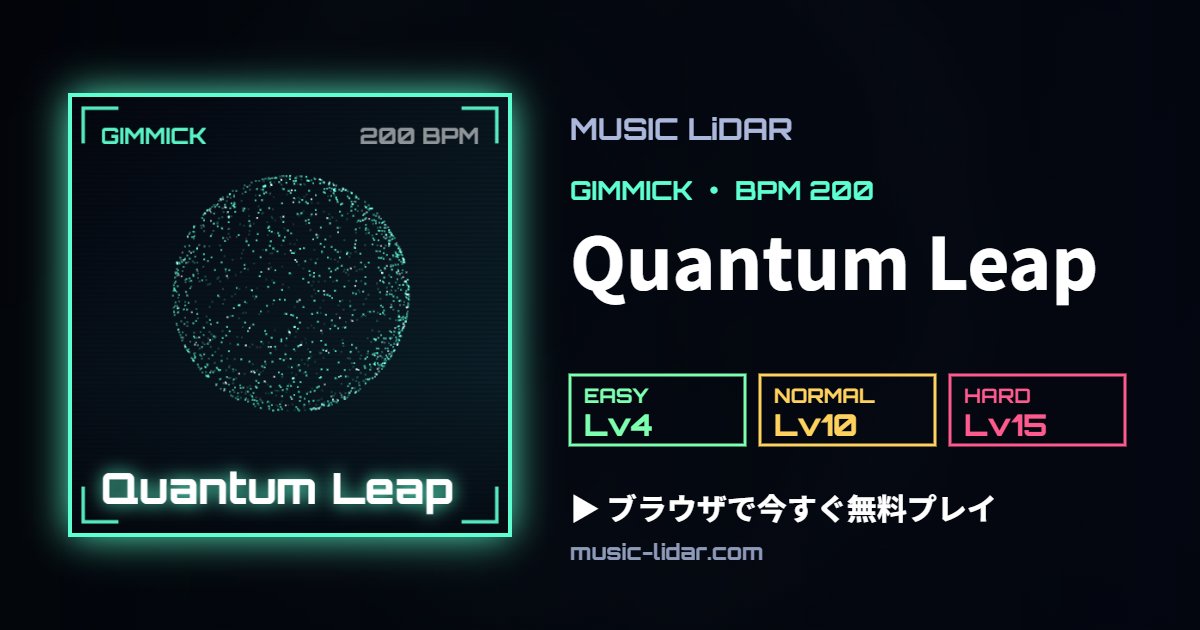 GIMMICK 200 BPM
Quantum Leap
MUSIC LiDAR
GIMMICK • BPM 200
Quantum Leap
EASY NORMAL HARD
Lv4 Lv10 Lv15
▶ ブラウザで今すぐ無料プレイ
music-lidar.com